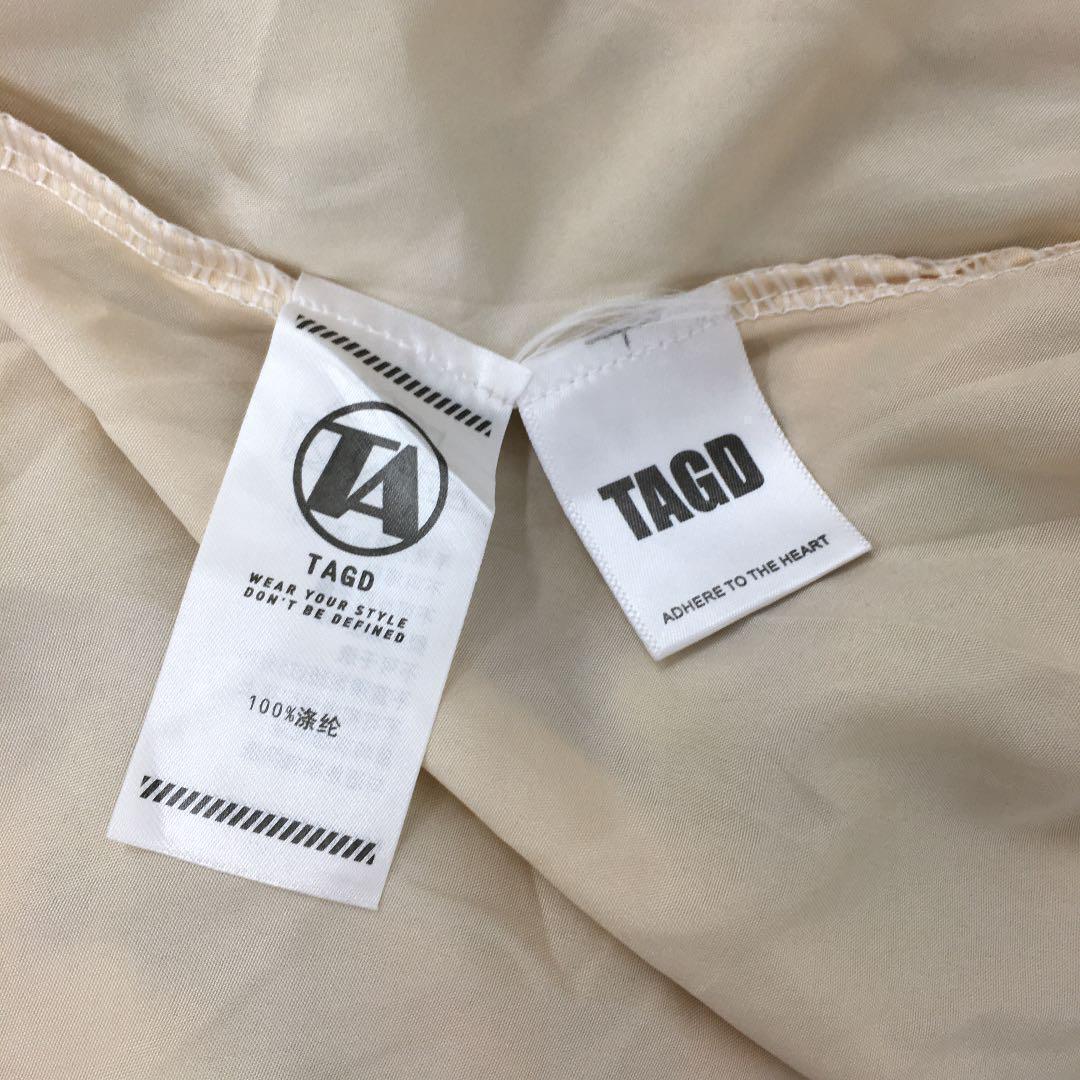 TA
TAGD
WEAR YOUR STYLE
DON'T BE DEFINED
100%涤纶
TAGD
ADHERE TO THE HEART